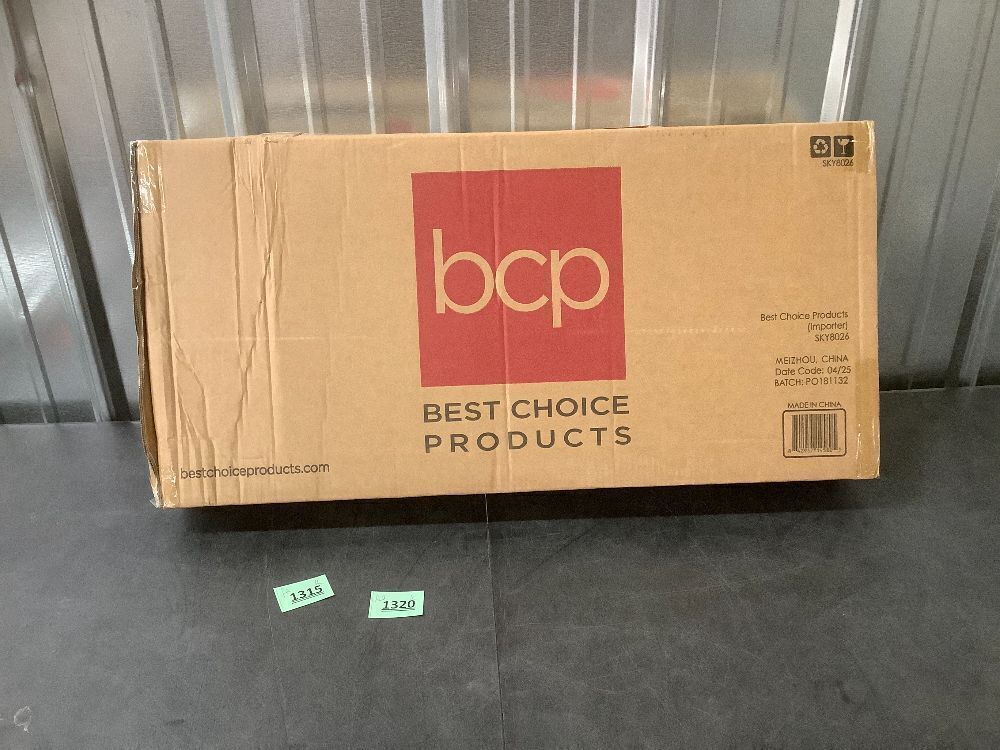 SKY8026
bcp
BEST CHOICE
PRODUCTS
Best Choice Products
(Importer)
SKY8026
MEIZHOU, CHINA
Date Code: 04/25
BATCH: PO181132
MADE IN CHINA
bestchoiceproducts.com
1315
1320